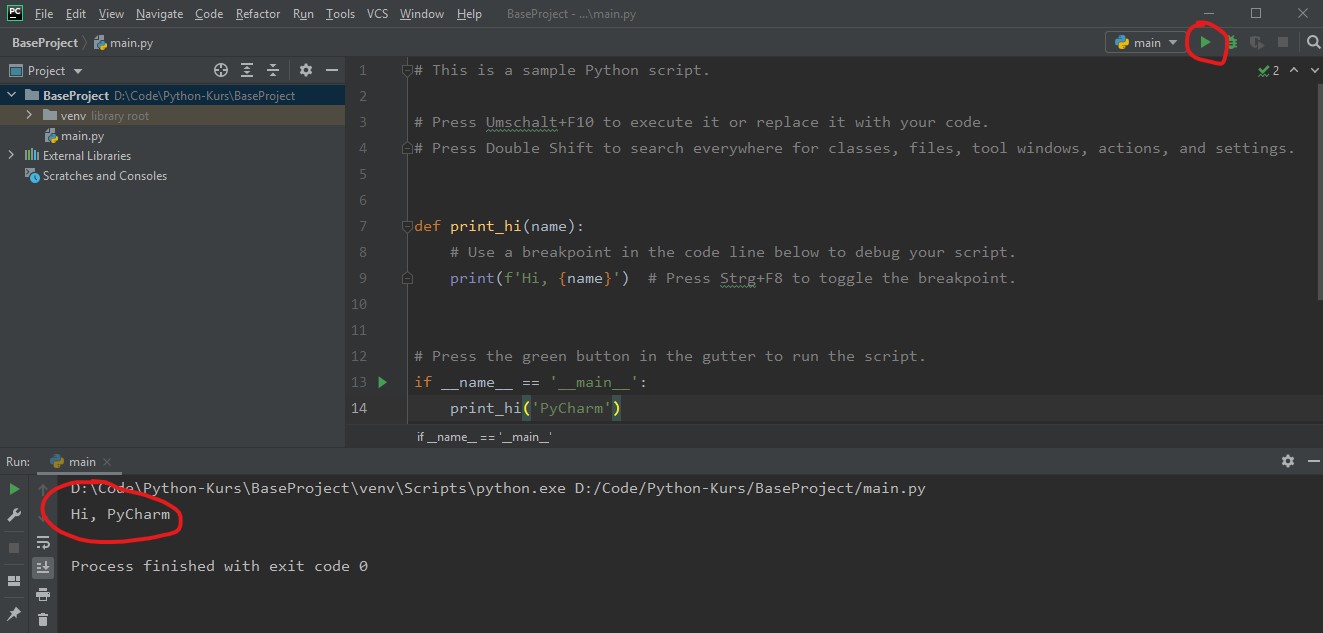 PC File Edit View Navigate Code Refactor Run Tools VCS Window Help BaseProject - ...\main.py
BaseProject main.py main
Project
BaseProject D:\Code\Python-Kurs\BaseProject
venv library root
main.py
External Libraries
Scratches and Consoles
2
1 # This is a sample Python script.
2
3 # Press Umschalt+F10 to execute it or replace it with your code.
4 # Press Double Shift to search everywhere for classes, files, tool windows, actions, and settings.
5
6
7 def print_hi(name):
8 # Use a breakpoint in the code line below to debug your script.
9 print(f'Hi, {name}') # Press Strg+F8 to toggle the breakpoint.
10
11
12 # Press the green button in the gutter to run the script.
13 if __name__ == '__main__':
14 print_hi('PyCharm')
if __name__ == '__main__'
Run: main
D:\Code\Python-Kurs\BaseProject\venv\Scripts\python.exe D:/Code/Python-Kurs/BaseProject/main.py
Hi, PyCharm
Process finished with exit code 0